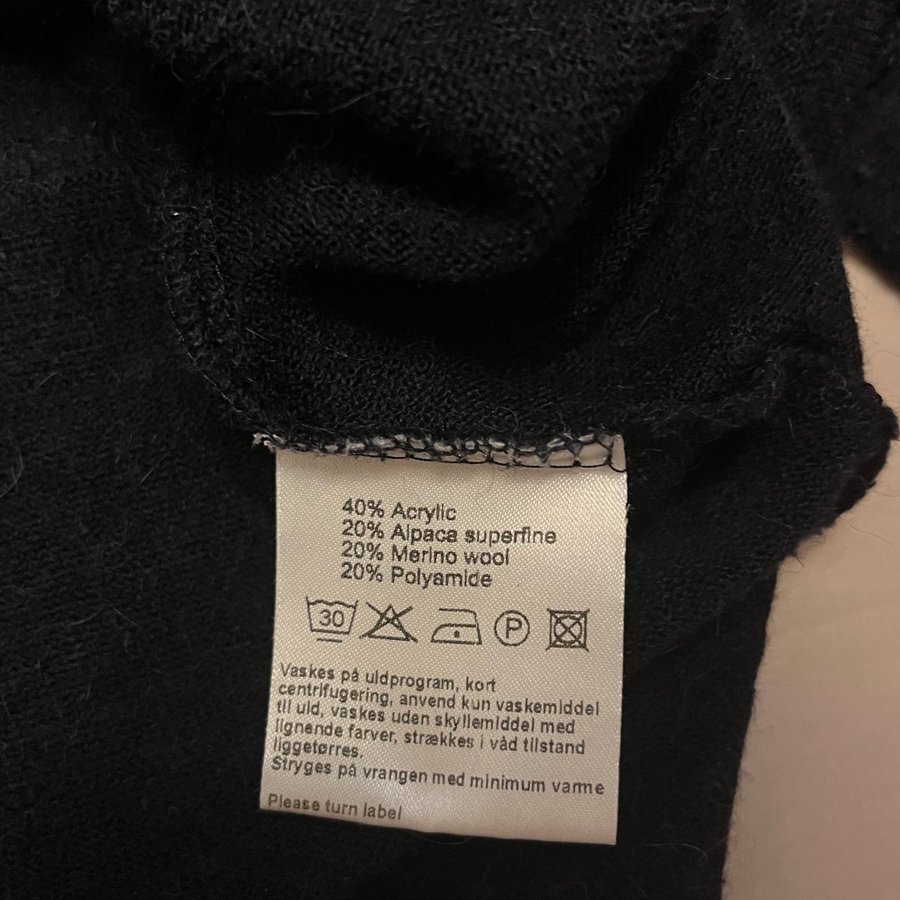 40% Acrylic
20% Alpaca superfine
20% Merino wool
20% Polyamide
30 P
Vaskes på uldprogram, kort
centrifugering, anvend kun vaskemiddel
til uld, vaskes uden skyllemiddel med
lignende farver, strækkes i våd tilstand
liggetørres.
Stryges på vrangen med minimum varme
Please turn label